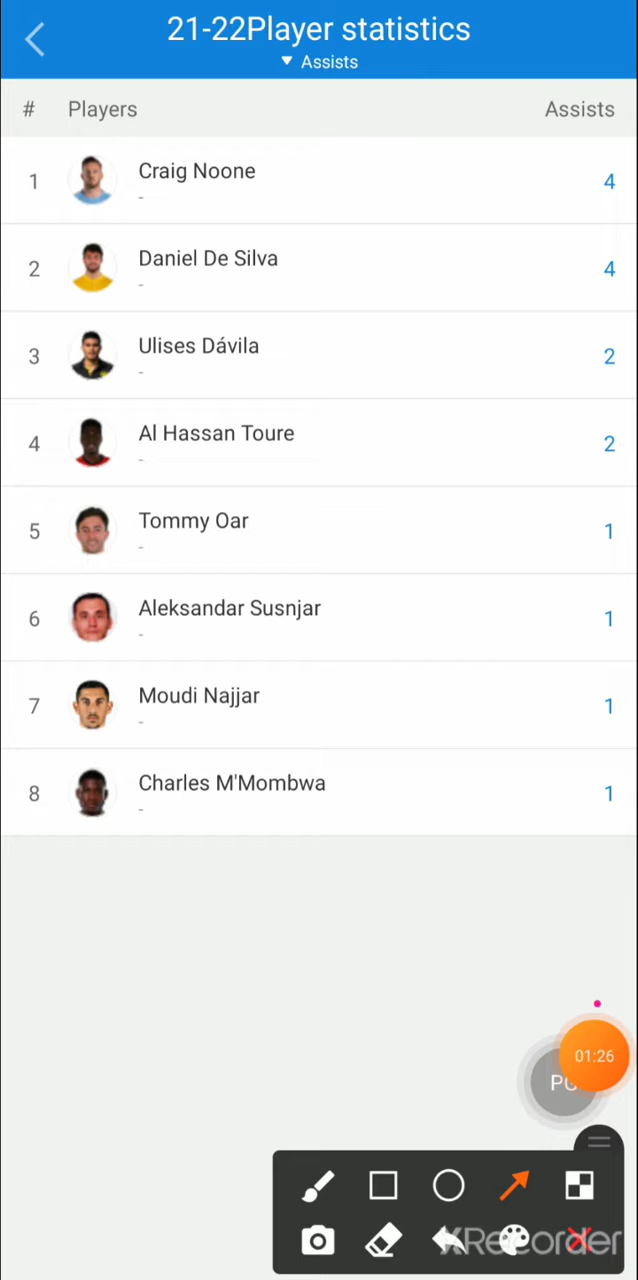 21-22Player statistics
Assists
# Players Assists
1 Craig Noone 4
-
2 Daniel De Silva 4
-
3 Ulises Dávila 2
-
4 Al Hassan Toure 2
-
5 Tommy Oar 1
-
6 Aleksandar Susnjar 1
-
7 Moudi Najjar 1
-
8 Charles M'Mombwa 1
-
01:26
XRecorder